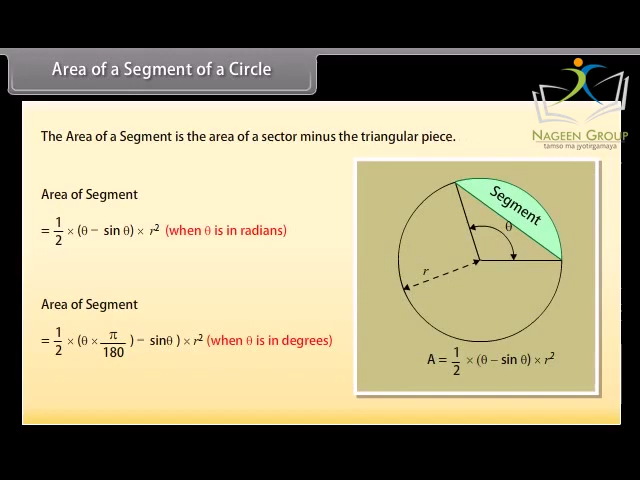 Area of a Segment of a Circle
NAGEEN GROUP
tamso ma jyotirgamaya
The Area of a Segment is the area of a sector minus the triangular piece.
Area of Segment
= 1/2 × (θ − sin θ) × r² (when θ is in radians)
Area of Segment
= 1/2 × (θ × π/180 ) − sinθ ) × r² (when θ is in degrees)
Segment
θ
r
A = 1/2 × (θ − sin θ) × r²